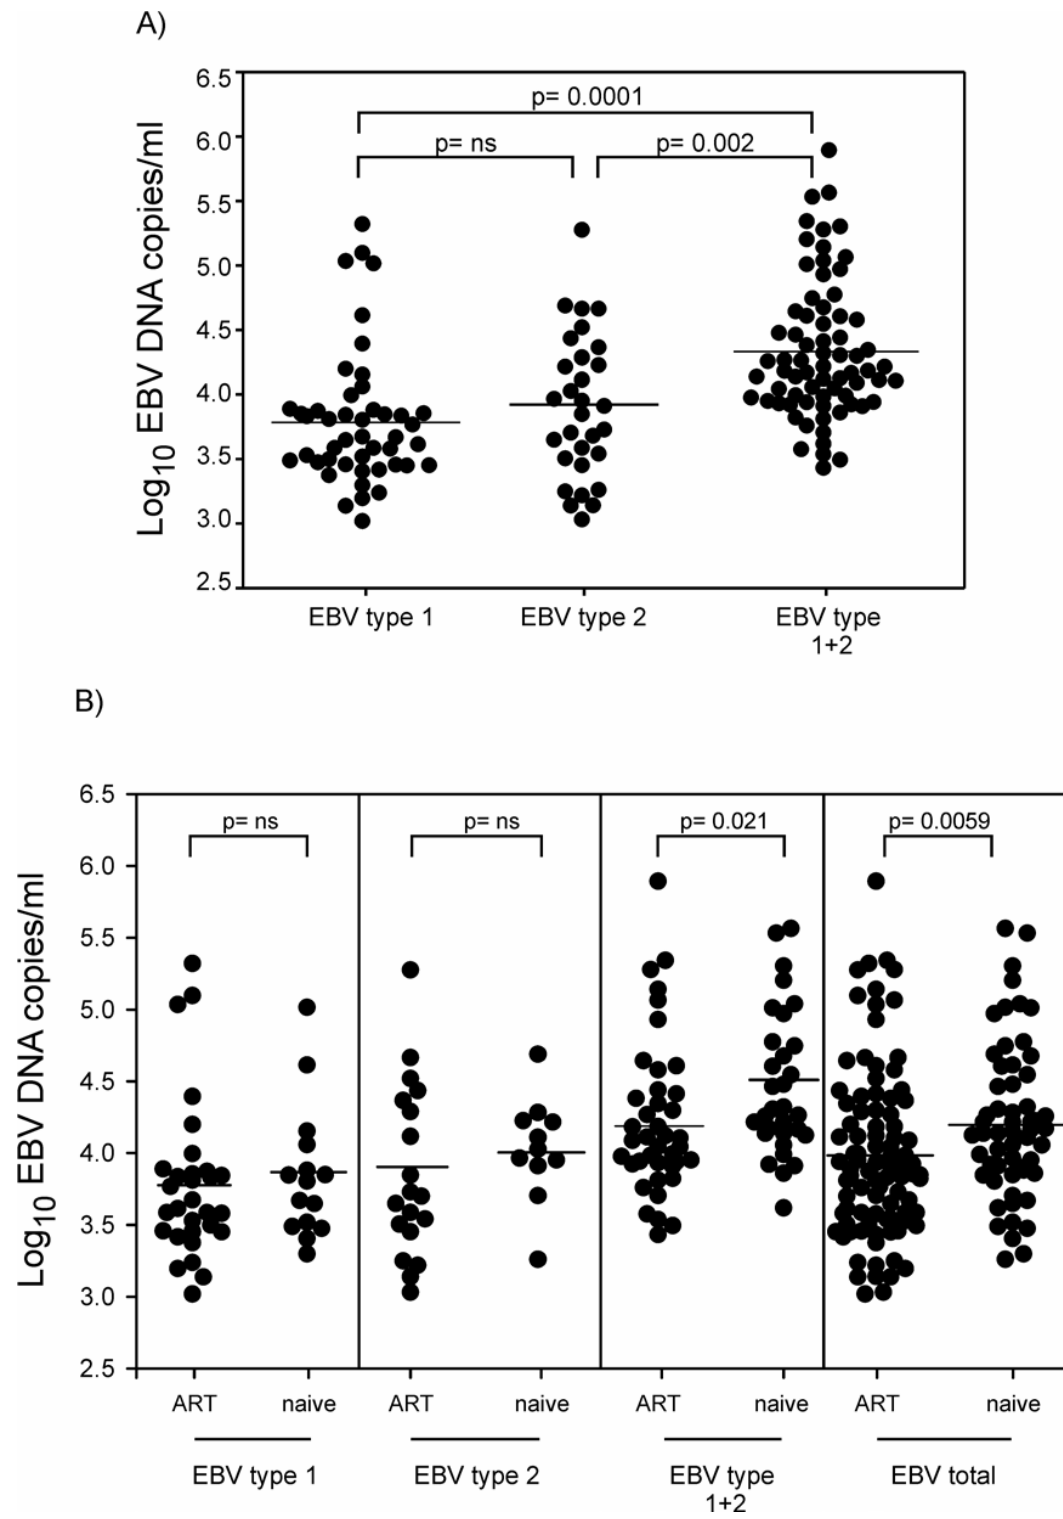 A)
Log10 EBV DNA copies/ml
6.5
6.0
5.5
5.0
4.5
4.0
3.5
3.0
2.5
p= 0.0001
p= ns
p= 0.002
EBV type 1
EBV type 2
EBV type
1+2
B)
Log10 EBV DNA copies/ml
6.5
6.0
5.5
5.0
4.5
4.0
3.5
3.0
2.5
p= ns
p= ns
p= 0.021
p= 0.0059
ART naive ART naive ART naive ART naive
EBV type 1
EBV type 2
EBV type
1+2
EBV total